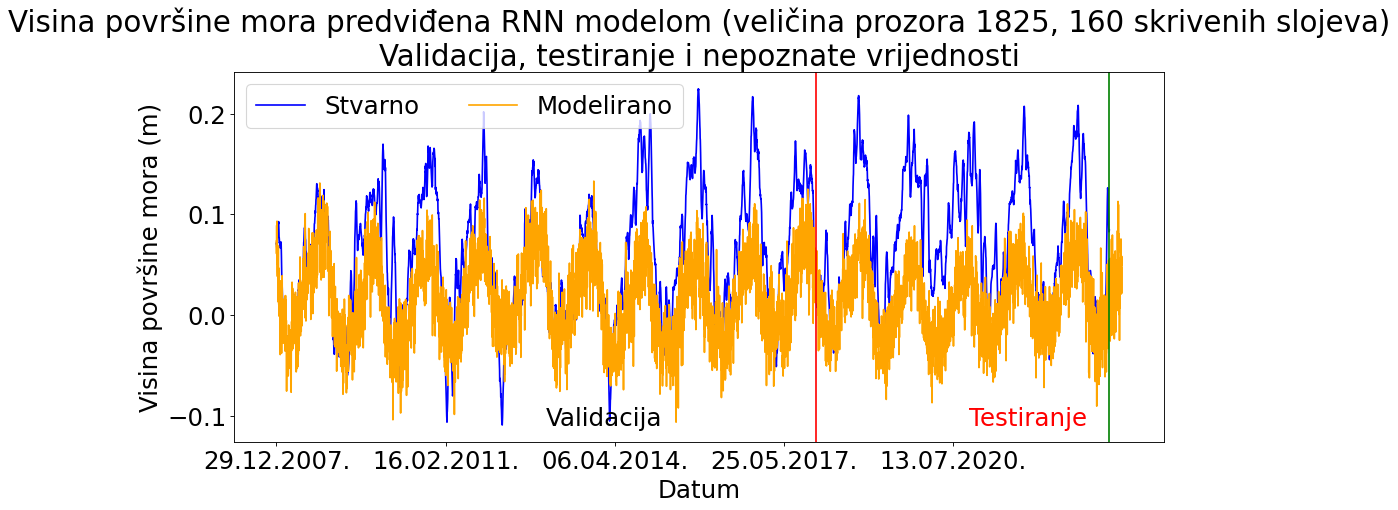 Visina površine mora predviđena RNN modelom (veličina prozora 1825, 160 skrivenih slojeva)
Validacija, testiranje i nepoznate vrijednosti
Stvarno
Modelirano
Visina površine mora (m)
0.2
0.1
0.0
−0.1
Validacija
Testiranje
29.12.2007.
16.02.2011.
06.04.2014.
25.05.2017.
13.07.2020.
Datum